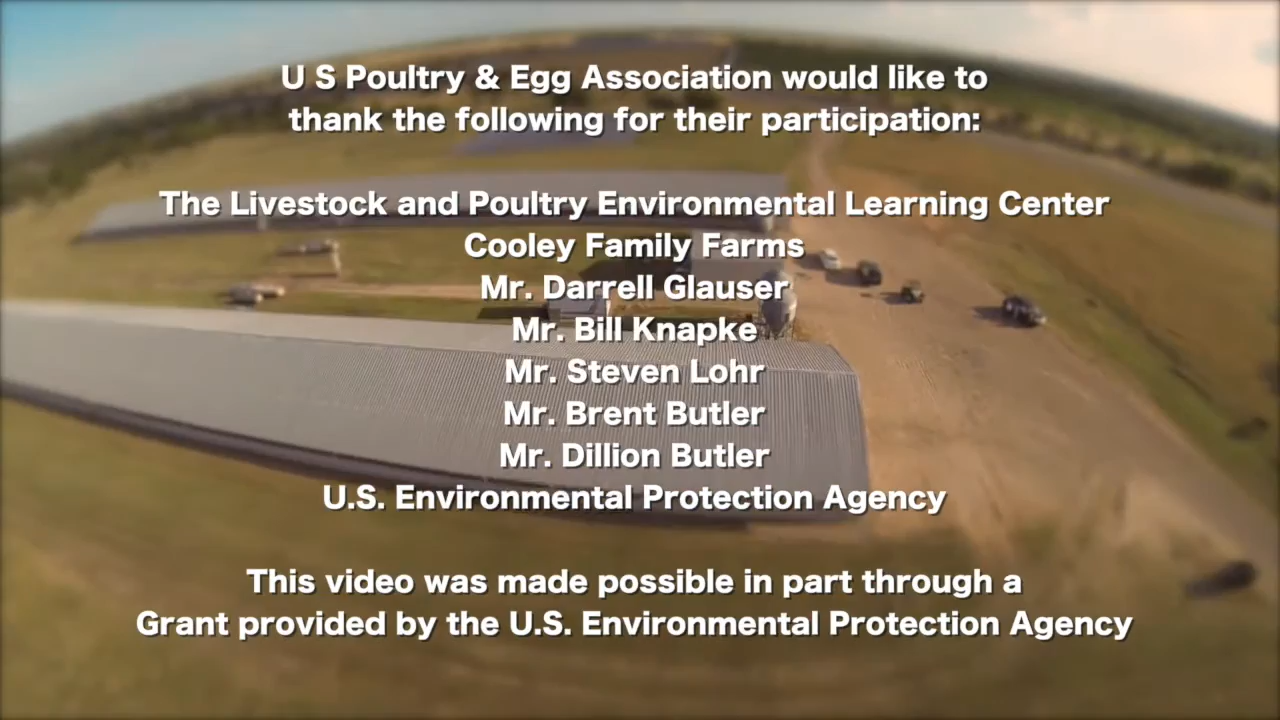 U S Poultry & Egg Association would like to
thank the following for their participation:
The Livestock and Poultry Environmental Learning Center
Cooley Family Farms
Mr. Darrell Glauser
Mr. Bill Knapke
Mr. Steven Lohr
Mr. Brent Butler
Mr. Dillion Butler
U.S. Environmental Protection Agency
This video was made possible in part through a
Grant provided by the U.S. Environmental Protection Agency